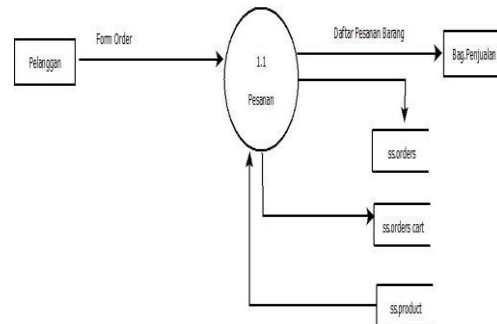 Form Order
Daftar Pesanan Barang
Pelanggan
1.1
Pesanan
Bag.Penjualan
ss.orders
ss.orders cart
ss.product